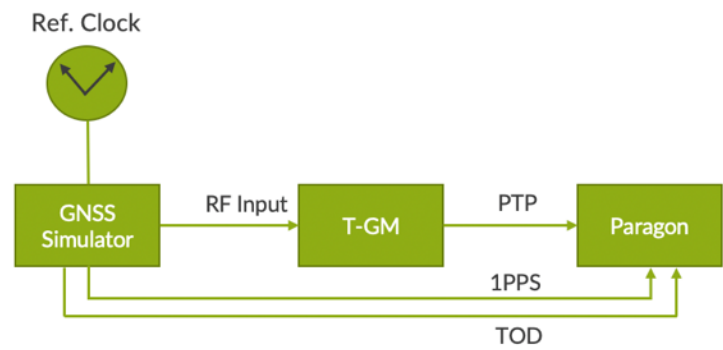 Ref. Clock
GNSS
Simulator
RF Input
T-GM
PTP
Paragon
1PPS
TOD